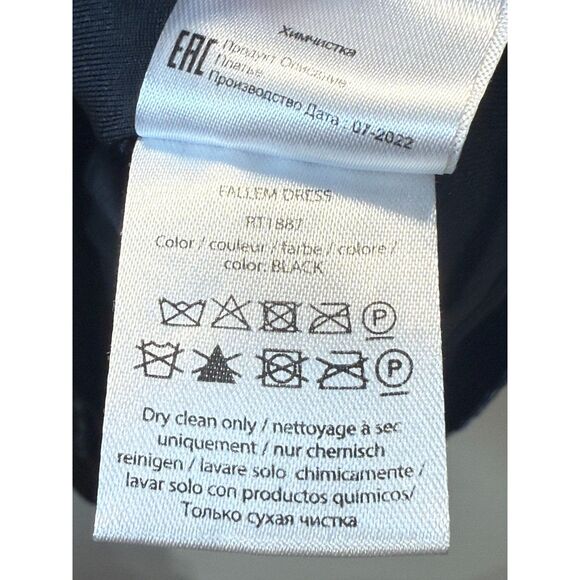 Химчистка
EAC
Продукт Описание
Платье
Производство Дата : 07-2022
FALLEM DRESS
RT1887
Color / couleur / farbe / colore /
color: BLACK
P
P
Dry clean only / nettoyage à sec
uniquement / nur chernisch
reinigen / lavare solo chimicamente /
lavar solo con productos químicos/
Только сухая чистка